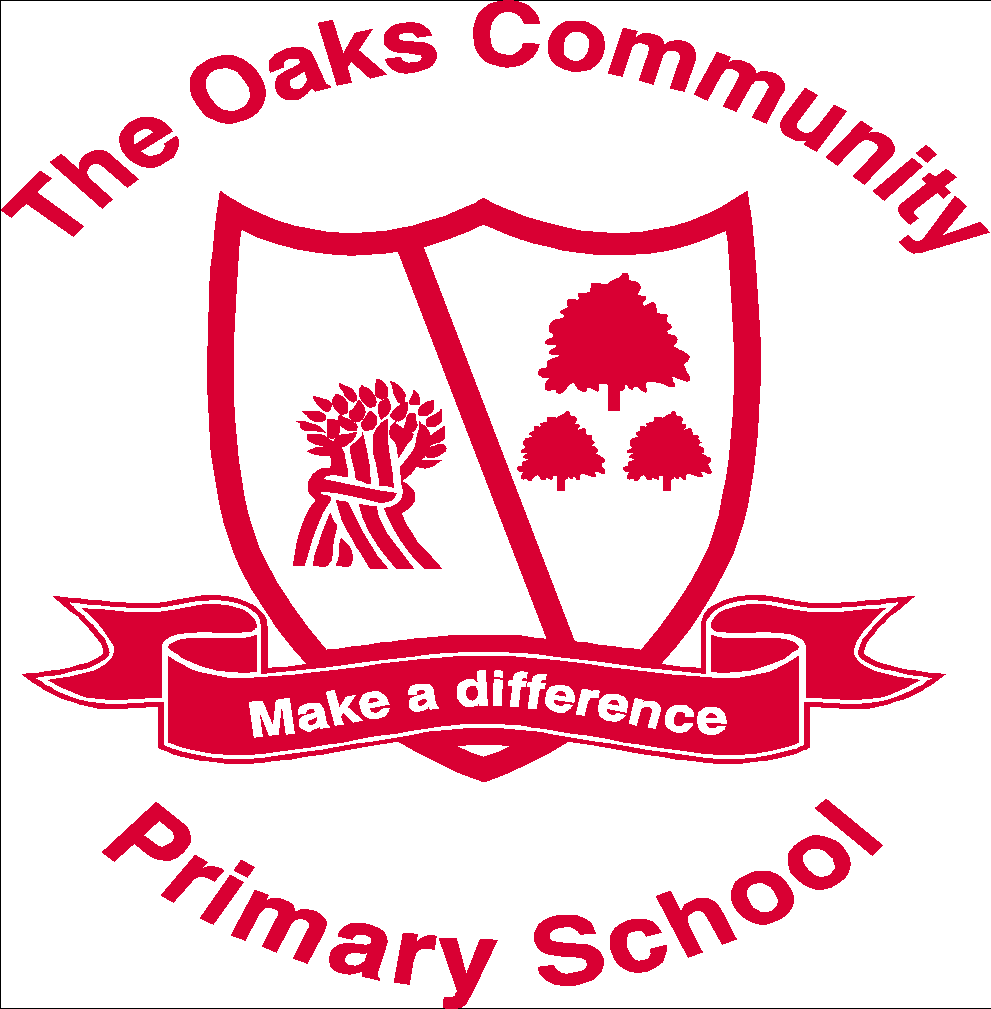 The Oaks Community
Make a difference
Primary School